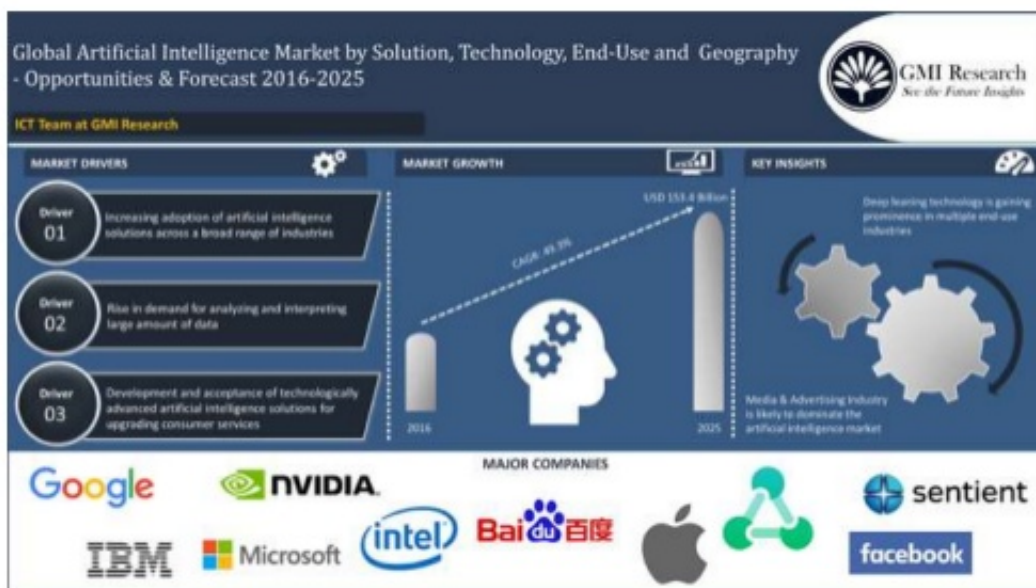 Global Artificial Intelligence Market by Solution, Technology, End-Use and Geography
- Opportunities & Forecast 2016-2025
GMI Research
See the Future Insights
ICT Team at GMI Research
MARKET DRIVERS
Driver
01
Increasing adoption of artificial intelligence
solutions across a broad range of industries
Driver
02
Rise in demand for analyzing and interpreting
large amount of data
Driver
03
Development and acceptance of technologically
advanced artificial intelligence solutions for
upgrading consumer services
MARKET GROWTH
USD 153.4 Billion
CAGR: 49.3%
2016
2025
KEY INSIGHTS
Deep leaning technology is gaining
prominence in multiple end-use
industries
Media & Advertising Industry
is likely to dominate the
artificial intelligence market
MAJOR COMPANIES
Google
NVIDIA.
sentient
IBM
Microsoft
intel
Bai du 百度
facebook